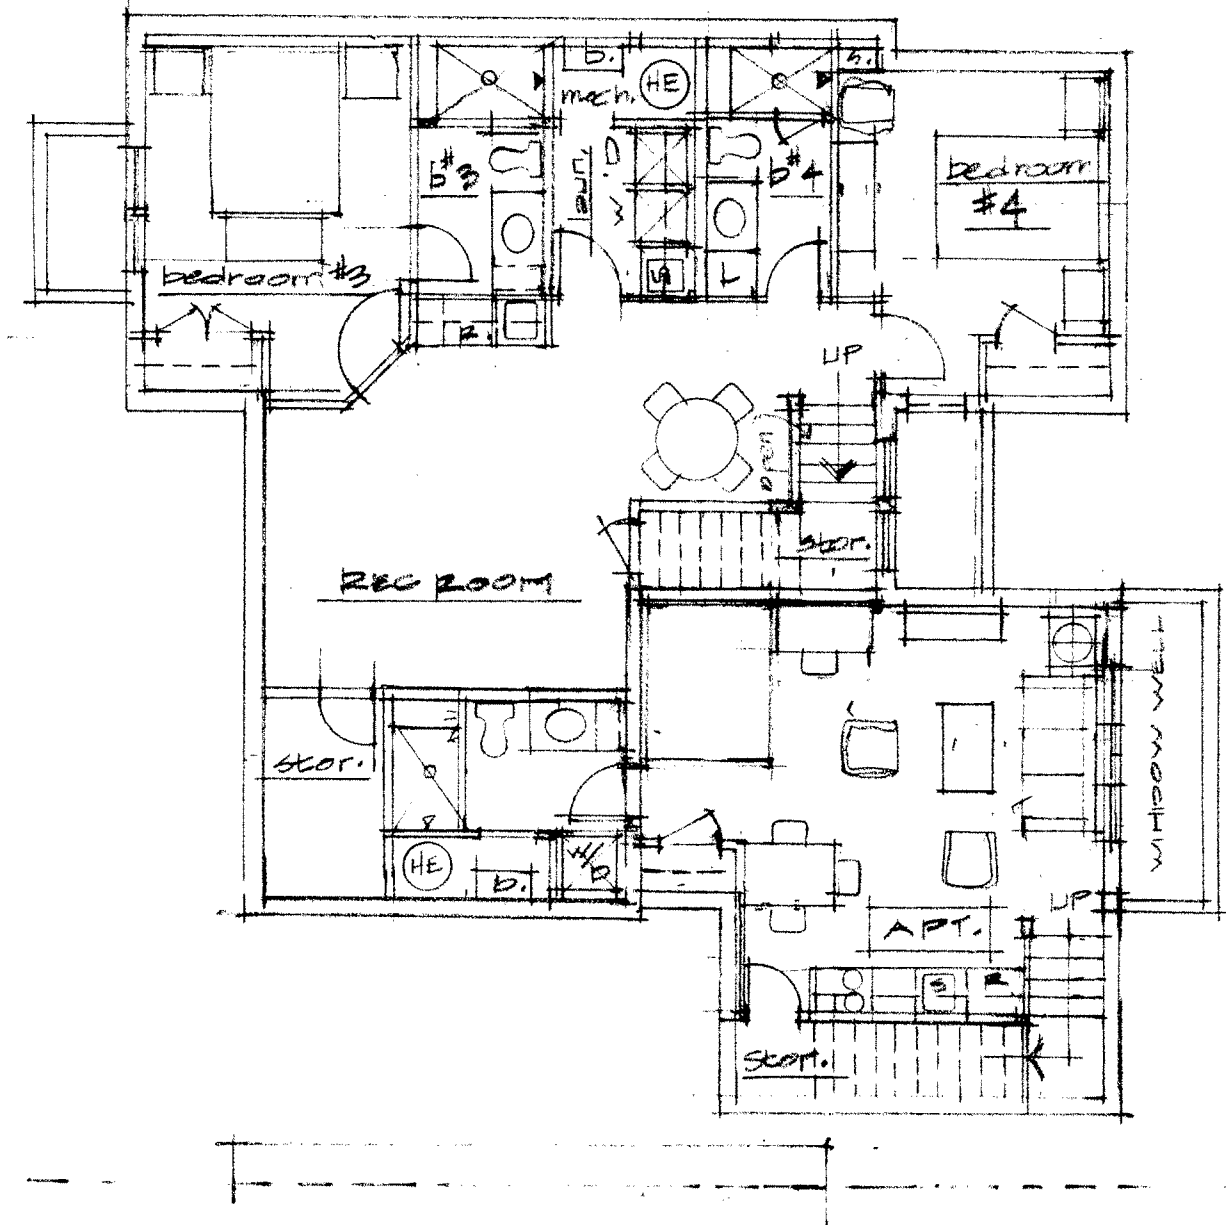 b.
s.
mech.
HE
b#3
laun.
W.
D
b#4
bedroom
#4
bedroom #3
S
L
R.
UP
open
stor.
REC ROOM
WINDOW WELL
stor.
HE
b.
W/D
UP
APT.
S
R
stor.